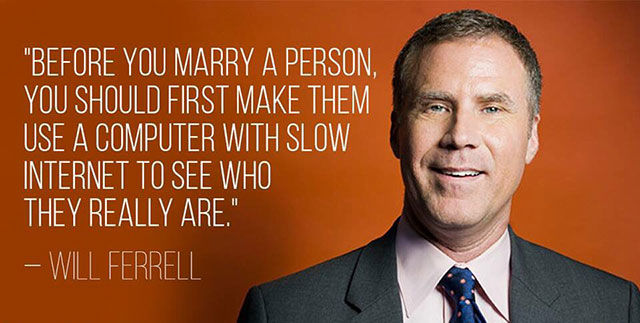 "BEFORE YOU MARRY A PERSON,
YOU SHOULD FIRST MAKE THEM
USE A COMPUTER WITH SLOW
INTERNET TO SEE WHO
THEY REALLY ARE."
– WILL FERRELL